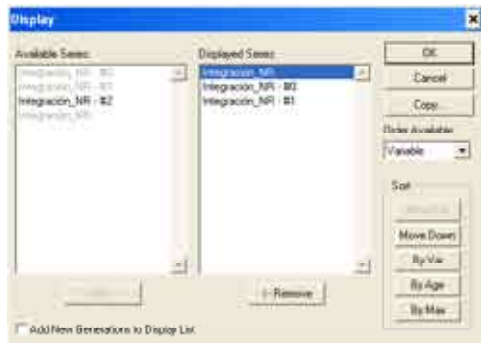 Display
Available Series:
Integración_NR - #0
Integración_NR - #1
Integración_NR - #2
Integración_NR
Displayed Series:
Integración_NR
Integración_NR - #0
Integración_NR - #1
OK
Cancel
Copy...
Order Available
Variable
Sort
Move Down
By Var
By Age
By Max
<- Remove
Add New Generations to Display List